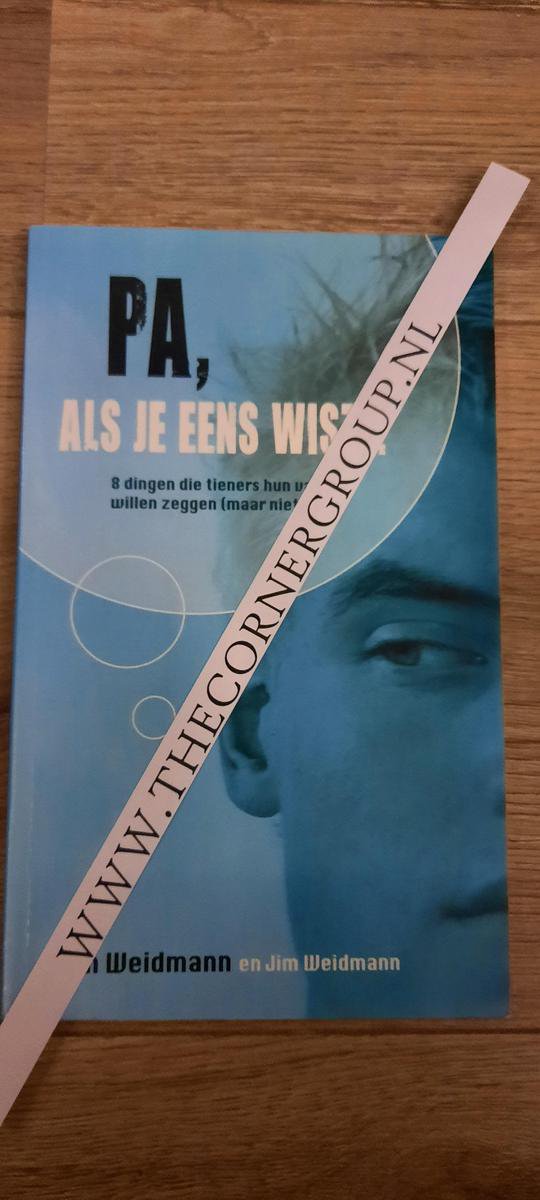 PA,
ALS JE EENS
8 dingen die tieners hun
willen zeggen (maar niet
Weidmann en Jim Weidmann
WWW.THECORNERGROUP.NL